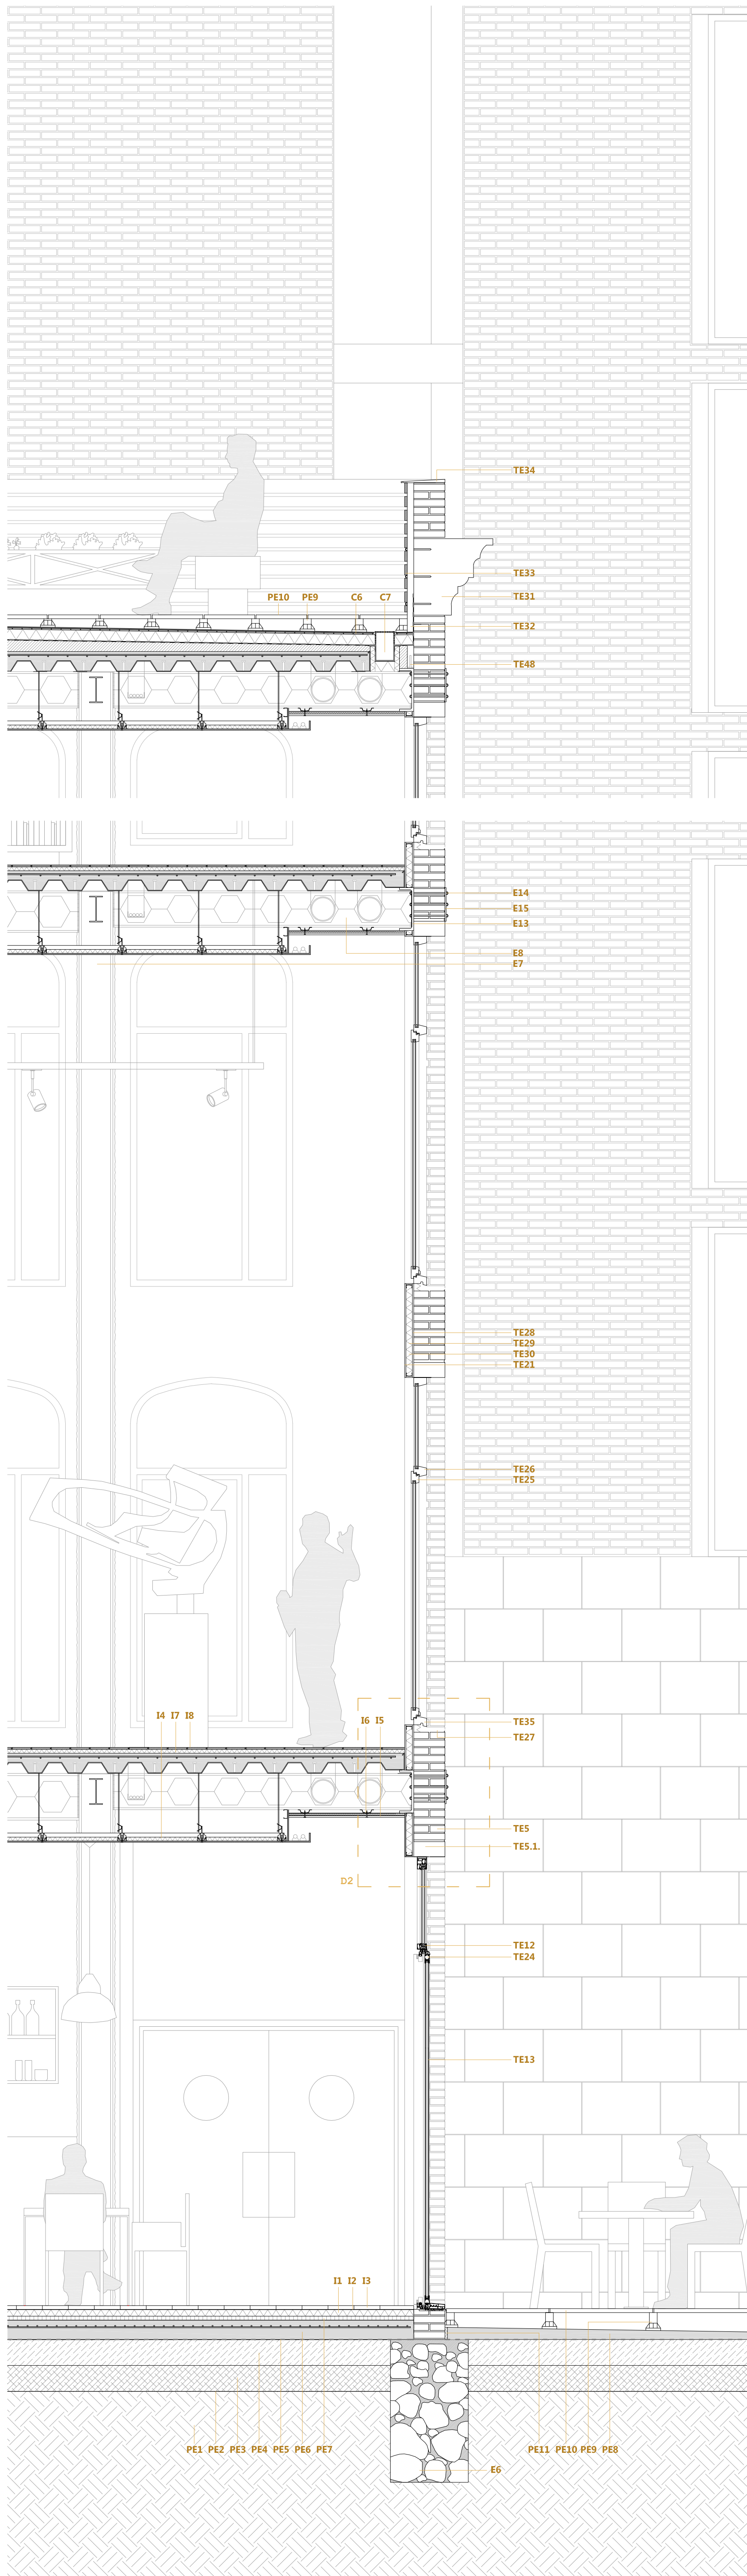 TE34
TE33
PE10 PE9 C6 C7
TE31
TE32
TE48
E14
E15
E13
E8
E7
TE28
TE29
TE30
TE21
TE26
TE25
I4 I7 I8
I6 I5
TE35
TE27
TE5
TE5.1.
D2
TE12
TE24
TE13
I1 I2 I3
PE1 PE2 PE3 PE4 PE5 PE6 PE7
PE11 PE10 PE9 PE8
E6